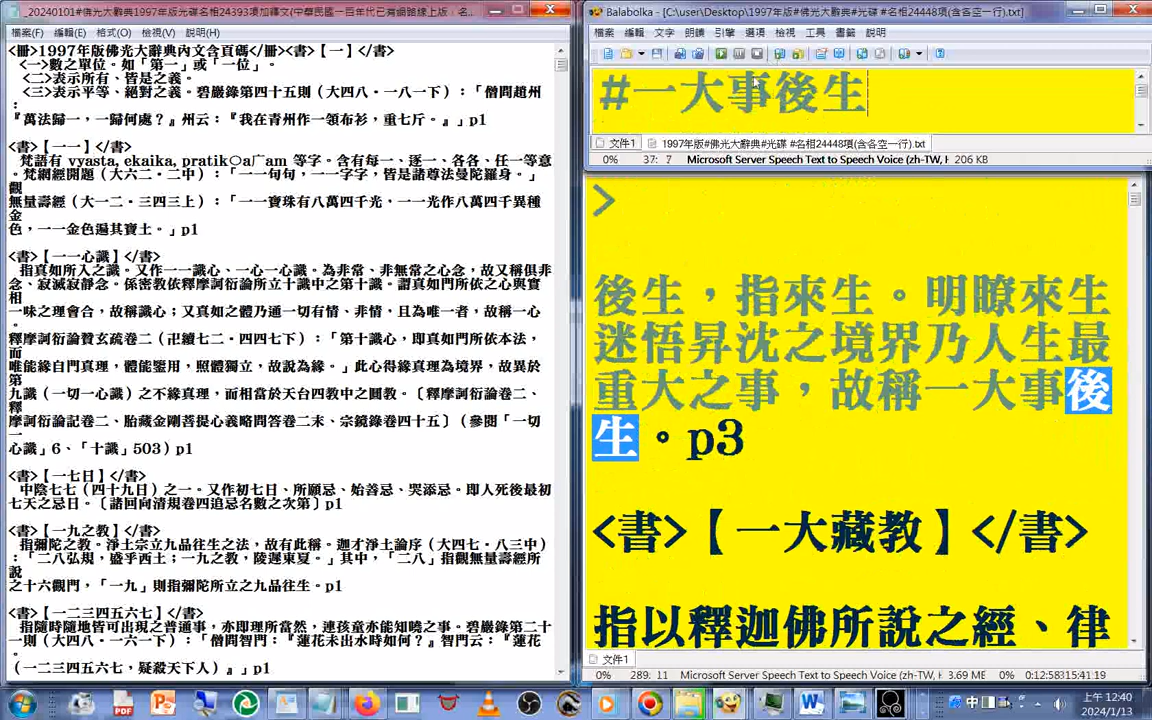 _20240101#佛光大辭典1997年版光碟名相24393項加釋文(中華民國一百年代已有網路線上版﹐名...
檔案(F) 編輯(E) 格式(O) 檢視(V) 說明(H)
<冊>1997年版佛光大辭典內文含頁碼</冊><書>【一】</書>
<一>數之單位。如「第一」或「一位」。
<二>表示所有、皆是之義。
<三>表示平等、絕對之義。碧巖錄第四十五則（大四八‧一八一下）：「僧問趙州
：
『萬法歸一，一歸何處？』州云：『我在青州作一領布衫，重七斤。』」p1
<書>【一一】</書>
梵語有 vyasta, ekaika, pratik○a广am 等字。含有每一、逐一、各各、任一等意
。梵網經開題（大六二‧二中）：「一一句句，一一字字，皆是諸尊法曼陀羅身。」
觀
無量壽經（大一二‧三四三上）：「一一寶珠有八萬四千光，一一光作八萬四千異種
金
色，一一金色遍其寶土。」p1
<書>【一一心識】</書>
指真如所入之識。又作一一識心、一心一心識。為非常、非無常之心念，故又稱俱非
念、寂滅寂靜念。係密教依釋摩訶衍論所立十識中之第十識。謂真如門所依之心與實
相
一味之理會合，故稱識心；又真如之體乃通一切有情、非情，且為唯一者，故稱一心
。
釋摩訶衍論贊玄疏卷二（卍續七二‧四四七下）：「第十識心，即真如門所依本法，
而
唯能緣自門真理，體能鑒用，照體獨立，故說為緣。」此心得緣真理為境界，故異於
第
九識（一切一心識）之不緣真理，而相當於天台四教中之圓教。〔釋摩訶衍論卷二、
釋
摩訶衍論記卷二、胎藏金剛菩提心義略問答卷二末、宗鏡錄卷四十五〕（參閱「一切
一
心識」6、「十識」503）p1
<書>【一七日】</書>
中陰七七（四十九日）之一。又作初七日、所願忌、始善忌、哭添忌。即人死後最初
七天之忌日。〔諸回向清規卷四追忌名數之次第〕p1
<書>【一九之教】</書>
指彌陀之教。淨土宗立九品往生之法，故有此稱。迦才淨土論序（大四七‧八三中）
：「二八弘規，盛乎西土；一九之教，陵遲東夏。」其中，「二八」指觀無量壽經所
說
之十六觀門，「一九」則指彌陀所立之九品往生。p1
<書>【一二三四五六七】</書>
指隨時隨地皆可出現之普通事，亦即理所當然，連孩童亦能知曉之事。碧巖錄第二十
一則（大四八‧一六一下）：「僧問智門：『蓮花未出水時如何？』智門云：『蓮花
。
（一二三四五六七，疑殺天下人）』」p1
Balabolka - [C:\user\Desktop\1997年版#佛光大辭典#光碟 #名相24448項(含各空一行).txt]
檔案 編輯 文字 朗讀 引擎 選項 檢視 工具 書籤 說明
#一大事後生
文件1 1997年版#佛光大辭典#光碟 #名相24448項(含各空一行).txt
0% 37: 7 Microsoft Server Speech Text to Speech Voice (zh-TW, H 206 KB
>
後生，指來生。明瞭來生
迷悟昇沈之境界乃人生最
重大之事，故稱一大事後
生。p3
<書>【一大藏教】</書>
指以釋迦佛所說之經、律
文件1
0% 289: 11 Microsoft Server Speech Text to Speech Voice (zh-TW, H 3.69 MB 0:12:58\15:41:19
上午 12:40
2024/1/13